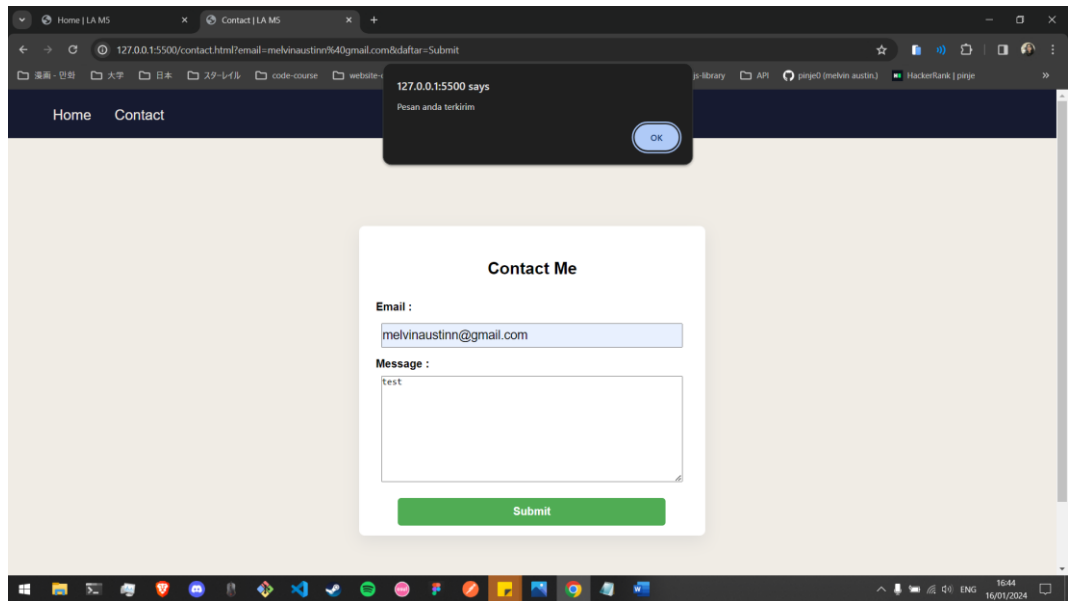 Home | LA M5
Contact | LA M5
127.0.0.1:5500/contact.html?email=melvinaustinn%40gmail.com&daftar=Submit
漫画 - 만화 大学 日本 スターレイル code-course website- js-library API pinje0 (melvin austin.) HackerRank | pinje
127.0.0.1:5500 says
Pesan anda terkirim
OK
Home Contact
Contact Me
Email :
melvinaustinn@gmail.com
Message :
test
Submit
ENG
16:44
16/01/2024